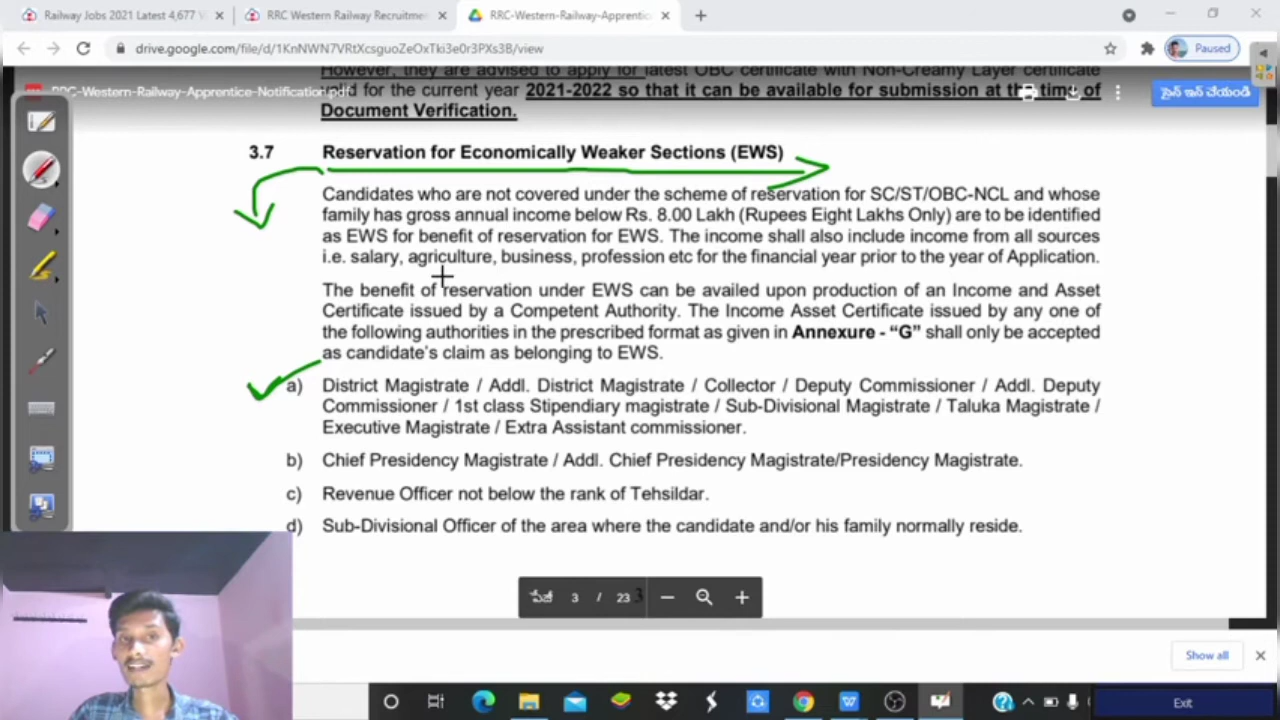 Railway Jobs 2021 Latest 4,677 V
RRC Western Railway Recruitmen
RRC-Western-Railway-Apprentic
drive.google.com/file/d/1KnNWN7VRtXcsguoZeOxTki3e0r3PXs3B/view
Paused
However, they are advised to apply for latest OBC certificate with Non-Creamy Layer certificate
RRC-Western-Railway-Apprentice-Notification.pdf
for the current year 2021-2022 so that it can be available for submission at the time of
సైన్ ఇన్ చేయండి
Document Verification.
3.7 Reservation for Economically Weaker Sections (EWS)
Candidates who are not covered under the scheme of reservation for SC/ST/OBC-NCL and whose
family has gross annual income below Rs. 8.00 Lakh (Rupees Eight Lakhs Only) are to be identified
as EWS for benefit of reservation for EWS. The income shall also include income from all sources
i.e. salary, agriculture, business, profession etc for the financial year prior to the year of Application.
The benefit of reservation under EWS can be availed upon production of an Income and Asset
Certificate issued by a Competent Authority. The Income Asset Certificate issued by any one of
the following authorities in the prescribed format as given in Annexure - “G” shall only be accepted
as candidate’s claim as belonging to EWS.
a) District Magistrate / Addl. District Magistrate / Collector / Deputy Commissioner / Addl. Deputy
Commissioner / 1st class Stipendiary magistrate / Sub-Divisional Magistrate / Taluka Magistrate /
Executive Magistrate / Extra Assistant commissioner.
b) Chief Presidency Magistrate / Addl. Chief Presidency Magistrate/Presidency Magistrate.
c) Revenue Officer not below the rank of Tehsildar.
d) Sub-Divisional Officer of the area where the candidate and/or his family normally reside.
పేజీ 3 / 23
3
Show all
Exit